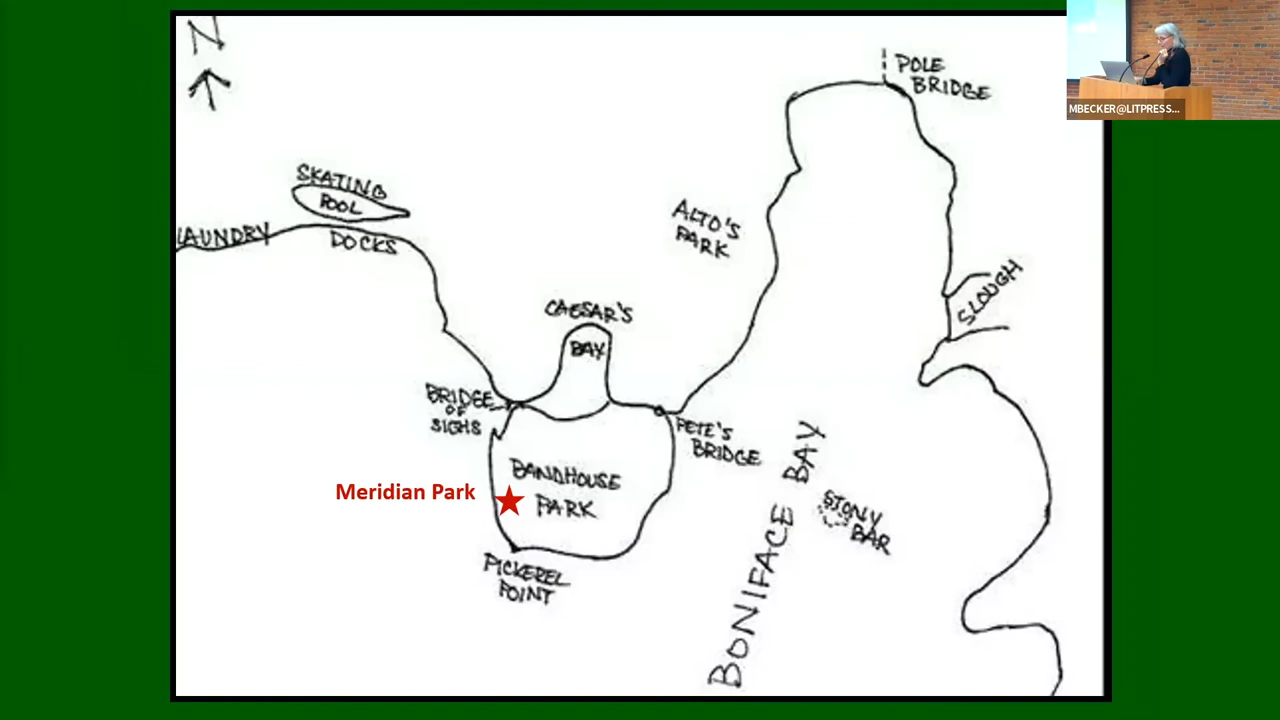 N
POLE
BRIDGE
SKATING
POOL
LAUNDRY
DOCKS
ALTO'S
PARK
SLOUGH
CAESAR'S
BAY
BRIDGE
OF
SIGHS
PETE'S
BRIDGE
BANDHOUSE
PARK
Meridian Park
STONY
BAR
BONIFACE BAY
PICKEREL
POINT
MBECKER@LITPRESS...